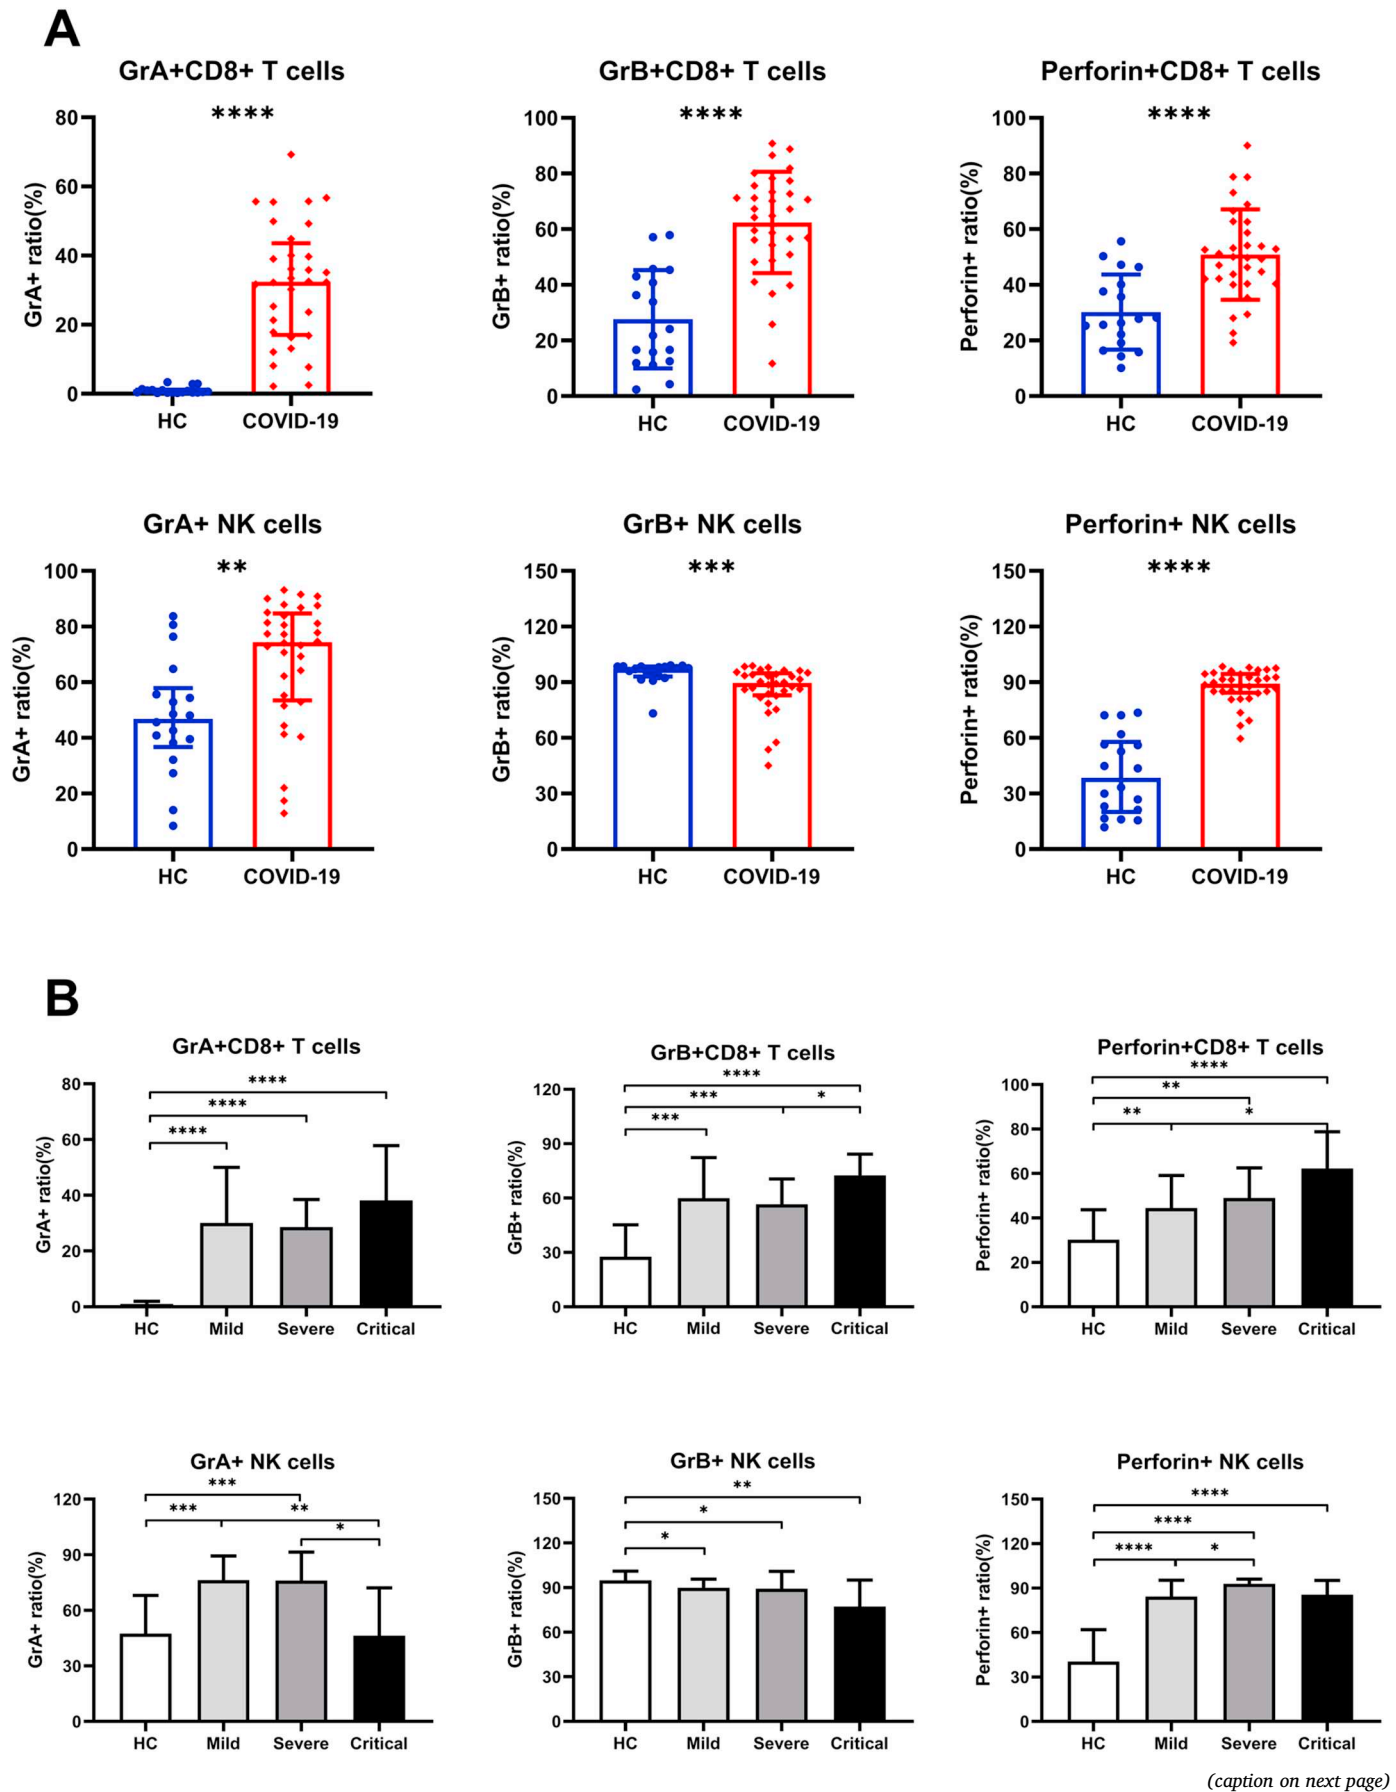 A
GrA+CD8+ T cells
****
GrA+ ratio(%)
80
60
40
20
0
HC COVID-19
GrB+CD8+ T cells
****
GrB+ ratio(%)
100
80
60
40
20
0
HC COVID-19
Perforin+CD8+ T cells
****
Perforin+ ratio(%)
100
80
60
40
20
0
HC COVID-19
GrA+ NK cells
**
GrA+ ratio(%)
100
80
60
40
20
0
HC COVID-19
GrB+ NK cells
***
GrB+ ratio(%)
150
120
90
60
30
0
HC COVID-19
Perforin+ NK cells
****
Perforin+ ratio(%)
150
120
90
60
30
0
HC COVID-19
B
GrA+CD8+ T cells
****
****
****
GrA+ ratio(%)
80
60
40
20
0
HC Mild Severe Critical
GrB+CD8+ T cells
****
*** *
***
GrB+ ratio(%)
120
90
60
30
0
HC Mild Severe Critical
Perforin+CD8+ T cells
****
**
** *
Perforin+ ratio(%)
100
80
60
40
20
0
HC Mild Severe Critical
GrA+ NK cells
***
*** **
*
GrA+ ratio(%)
120
90
60
30
0
HC Mild Severe Critical
GrB+ NK cells
**
*
*
GrB+ ratio(%)
150
120
90
60
30
0
HC Mild Severe Critical
Perforin+ NK cells
****
****
**** *
Perforin+ ratio(%)
150
120
90
60
30
0
HC Mild Severe Critical
(caption on next page)